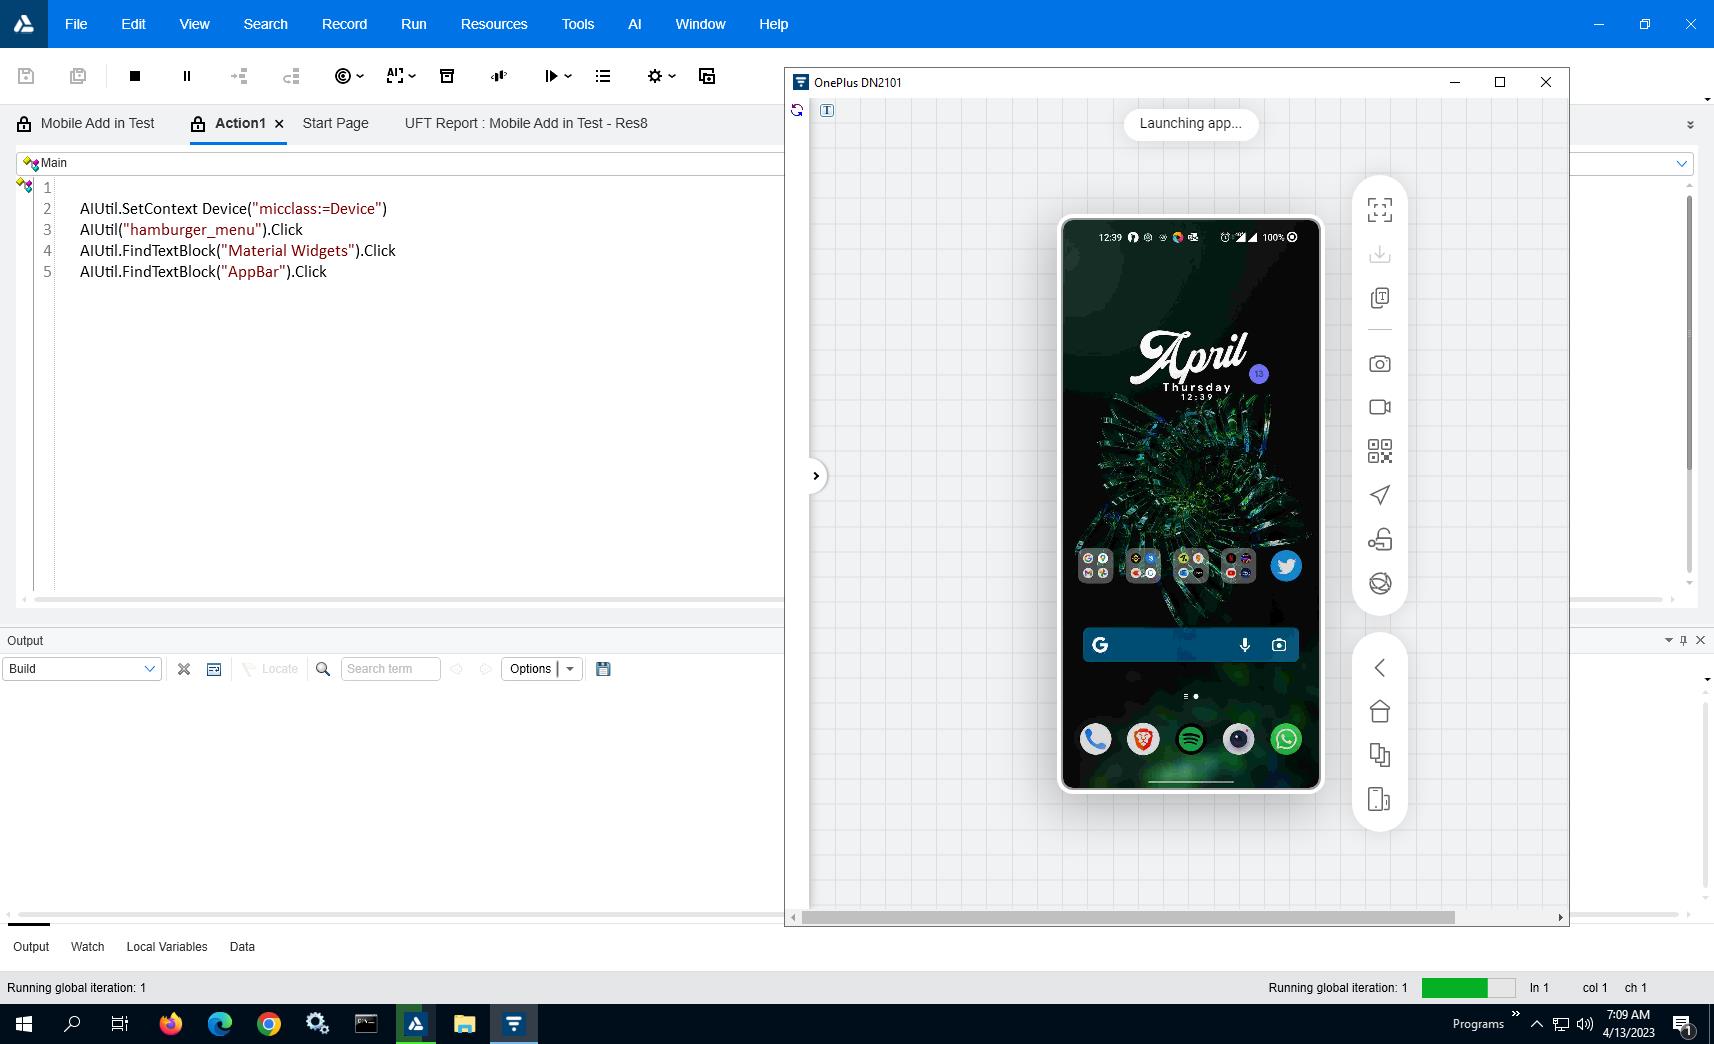 File Edit View Search Record Run Resources Tools AI Window Help
OnePlus DN2101
Mobile Add in Test Action1 Start Page UFT Report : Mobile Add in Test - Res8
Launching app...
Main
1
2 AIUtil.SetContext Device("micclass:=Device")
3 AIUtil("hamburger_menu").Click
4 AIUtil.FindTextBlock("Material Widgets").Click
5 AIUtil.FindTextBlock("AppBar").Click
12:39 100%
April
13
Thursday
12:39
Output
Build Locate Search term Options
Output Watch Local Variables Data
Running global iteration: 1 Running global iteration: 1 ln 1 col 1 ch 1
Programs 7:09 AM
4/13/2023
1